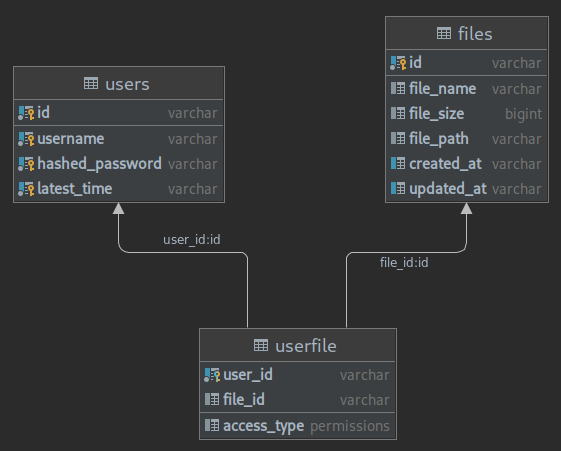 users
id varchar
username varchar
hashed_password varchar
latest_time varchar
files
id varchar
file_name varchar
file_size bigint
file_path varchar
created_at varchar
updated_at varchar
user_id:id
file_id:id
userfile
user_id varchar
file_id varchar
access_type permissions